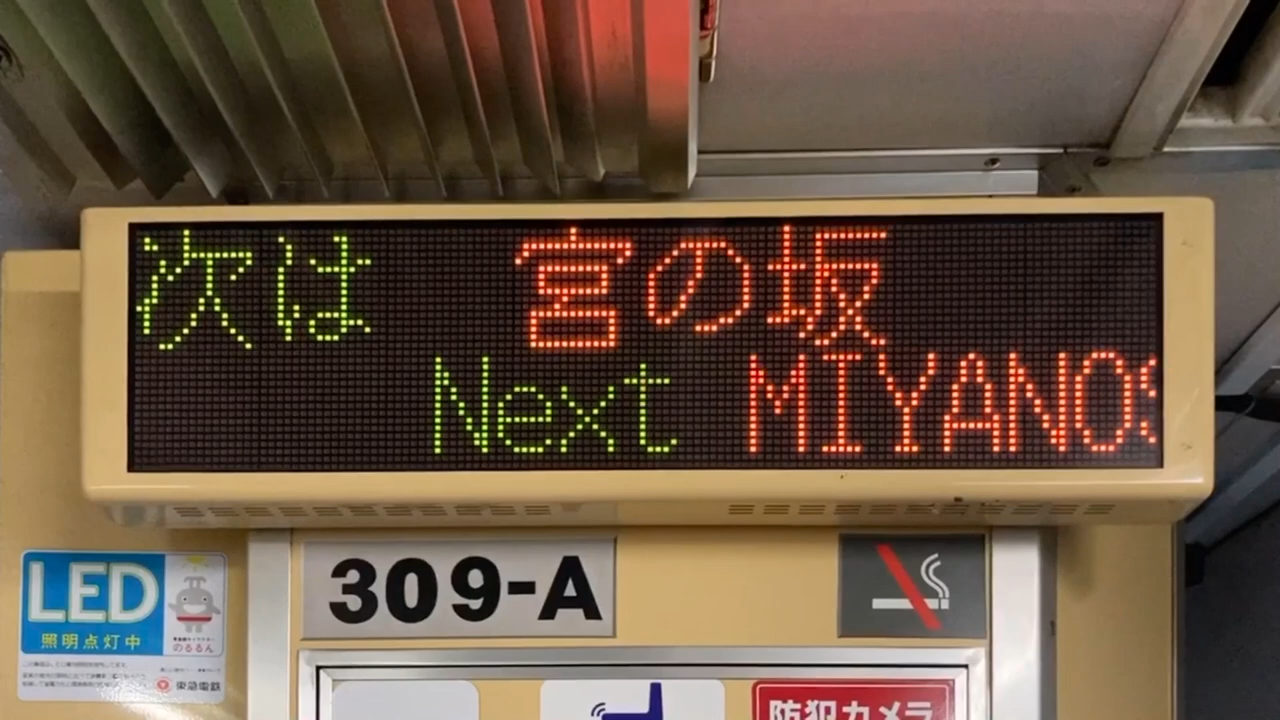 次は 宮の坂
Next MIYANOS
309-A
LED
照明点灯中
のるるん
東急電鉄
防犯カメラ